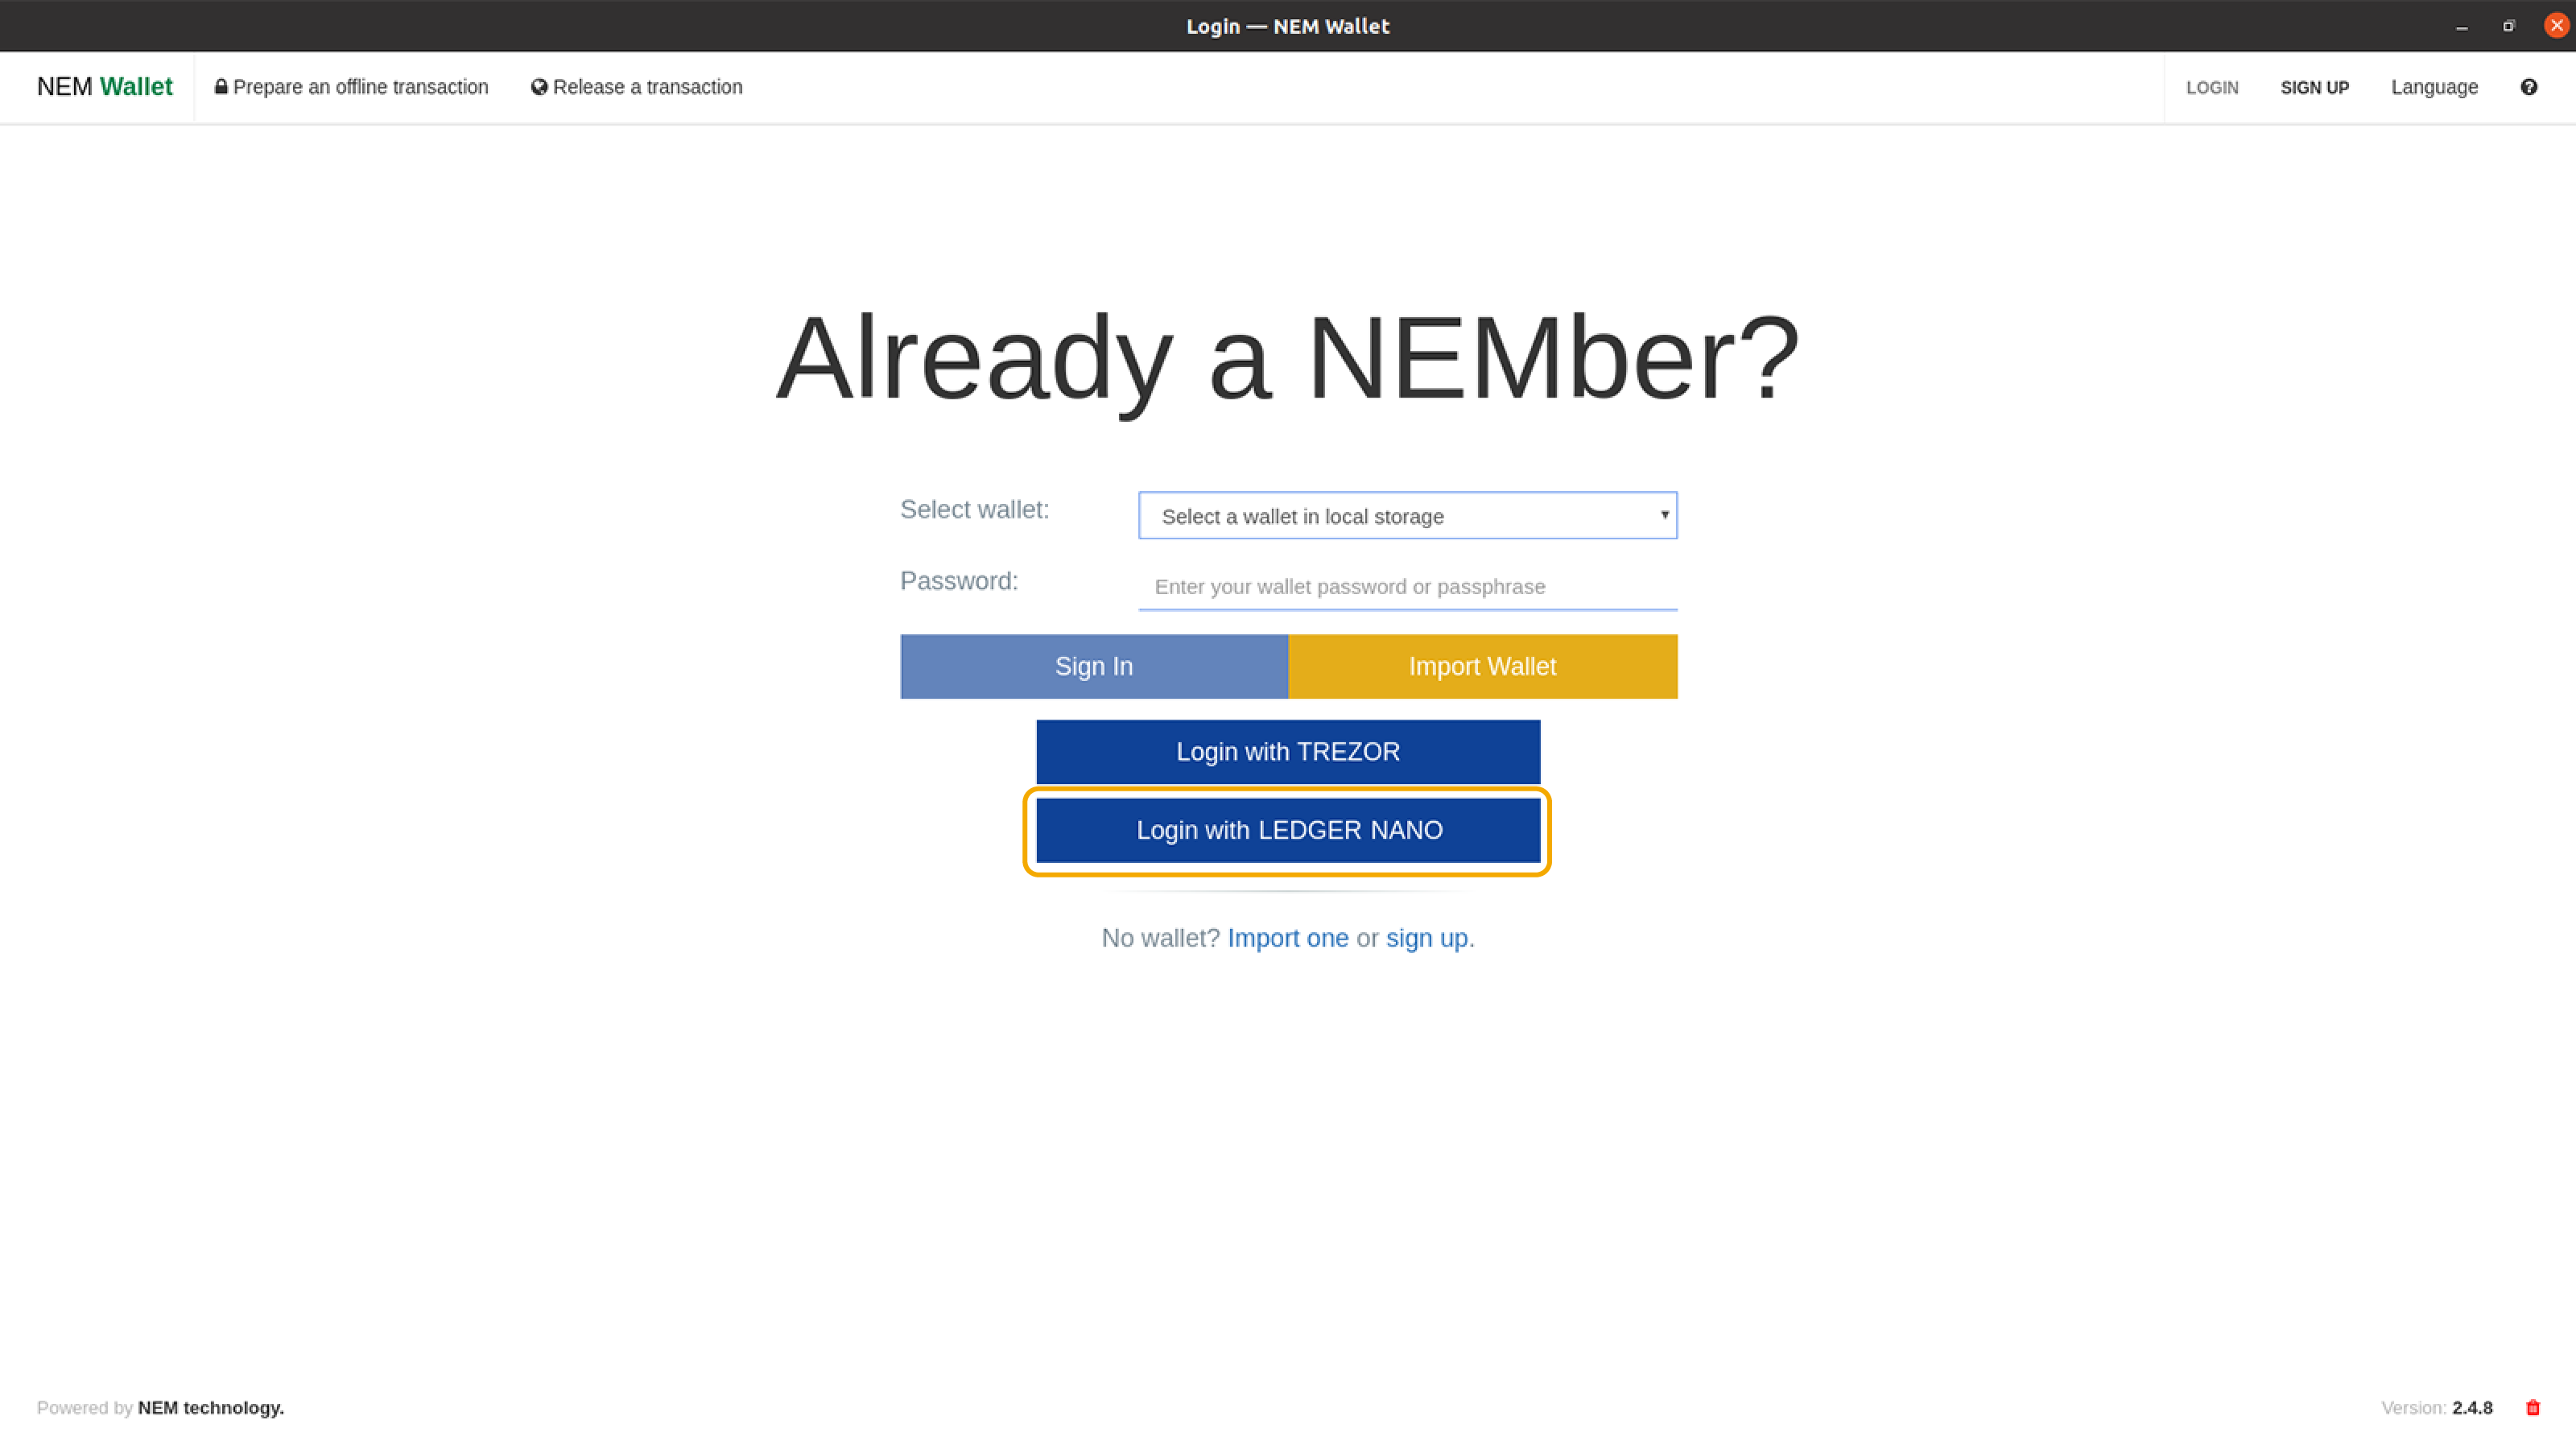 Login — NEM Wallet
NEM Wallet Prepare an offline transaction Release a transaction LOGIN SIGN UP Language
Already a NEMber?
Select wallet: Select a wallet in local storage
Password: Enter your wallet password or passphrase
Sign In Import Wallet
Login with TREZOR
Login with LEDGER NANO
No wallet? Import one or sign up.
Powered by NEM technology. Version: 2.4.8